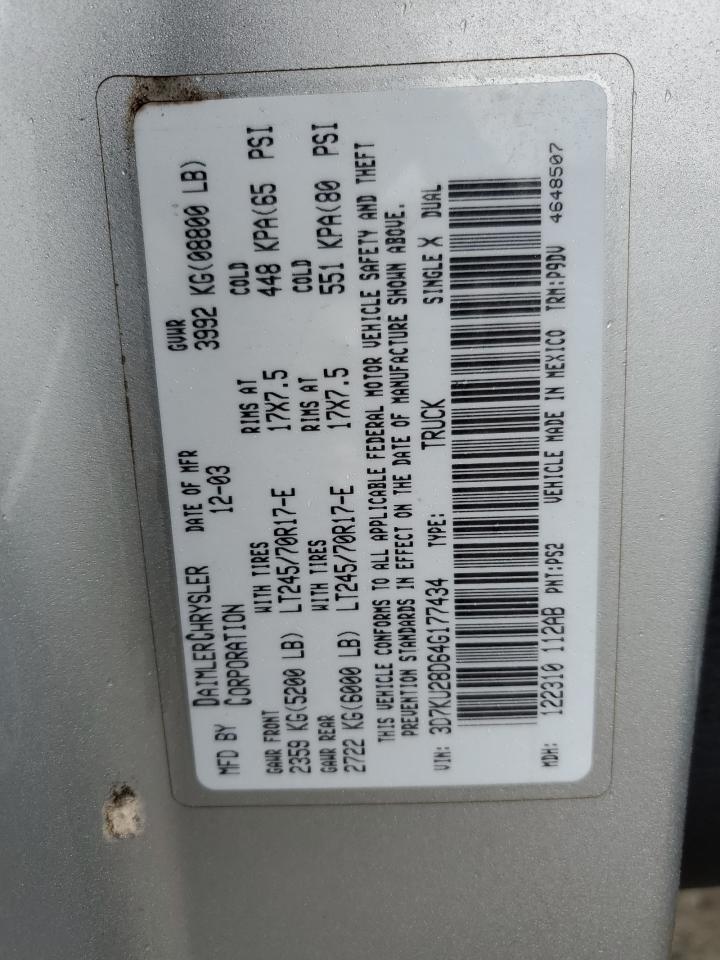 MFD BY DAIMLERCHRYSLER CORPORATION DATE OF MFR 12-03 GVWR 3992 KG(08800 LB)
GAWR FRONT WITH TIRES RIMS AT COLD
2359 KG(5200 LB) LT245/70R17-E 17X7.5 448 KPA(65 PSI
GAWR REAR WITH TIRES RIMS AT COLD
2722 KG(6000 LB) LT245/70R17-E 17X7.5 551 KPA(80 PSI
THIS VEHICLE CONFORMS TO ALL APPLICABLE FEDERAL MOTOR VEHICLE SAFETY AND THEFT
PREVENTION STANDARDS IN EFFECT ON THE DATE OF MANUFACTURE SHOWN ABOVE.
VIN: 3D7KU28D64G177434 TYPE: TRUCK SINGLE X DUAL
MDH: 122310 112AB PNT:PS2 VEHICLE MADE IN MEXICO TRM:P9DV 4648507